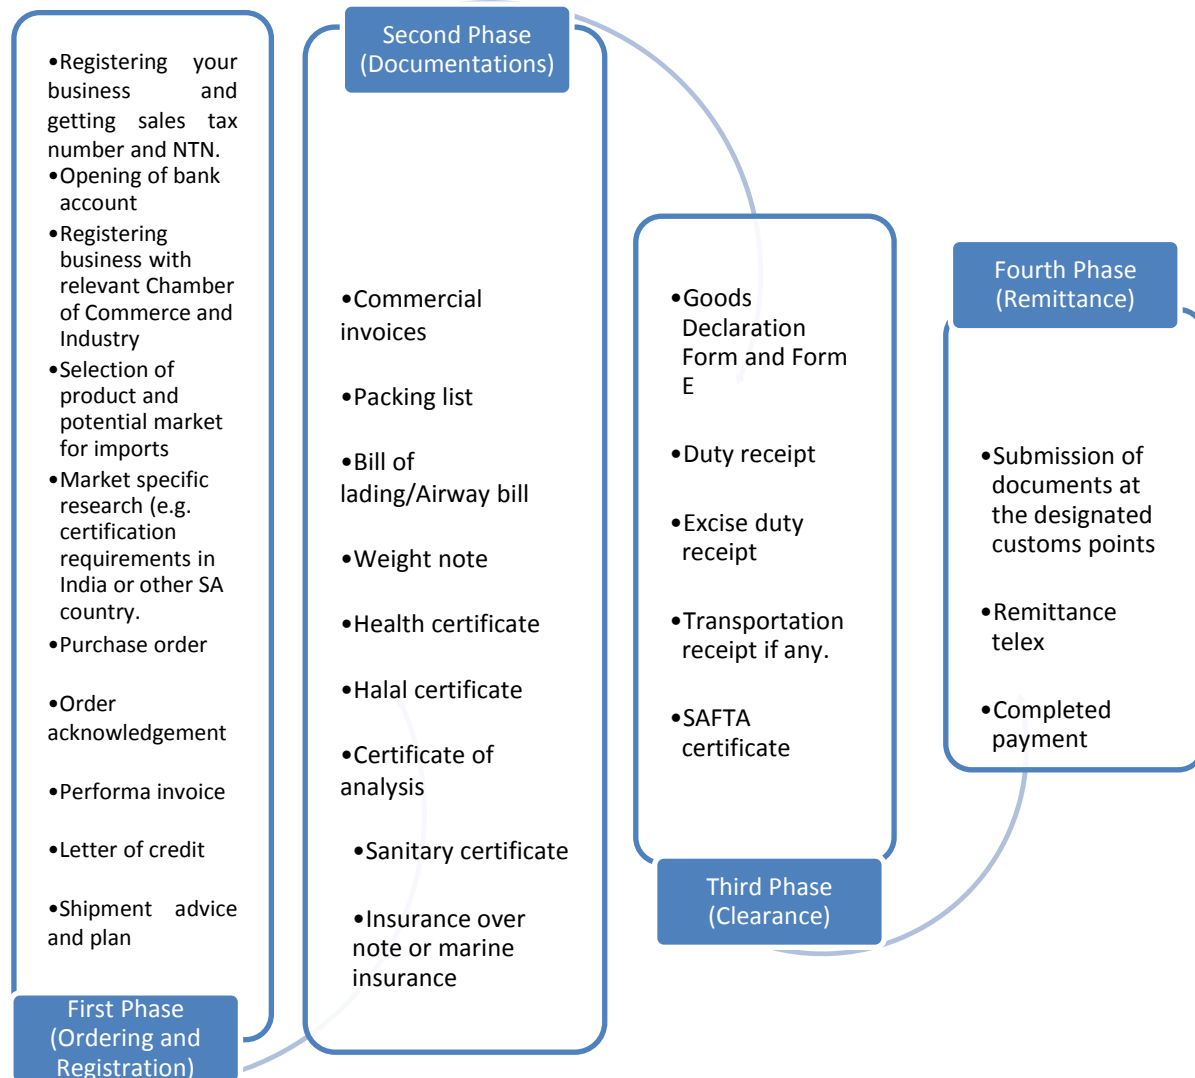 •Registering your
business and
getting sales tax
number and NTN.
•Opening of bank
account
•Registering
business with
relevant Chamber
of Commerce and
Industry
•Selection of
product and
potential market
for imports
•Market specific
research (e.g.
certification
requirements in
India or other SA
country.
•Purchase order
•Order
acknowledgement
•Performa invoice
•Letter of credit
•Shipment advice
and plan
First Phase
(Ordering and
Registration)
Second Phase
(Documentations)
•Commercial
invoices
•Packing list
•Bill of
lading/Airway bill
•Weight note
•Health certificate
•Halal certificate
•Certificate of
analysis
•Sanitary certificate
•Insurance over
note or marine
insurance
•Goods
Declaration
Form and Form
E
•Duty receipt
•Excise duty
receipt
•Transportation
receipt if any.
•SAFTA
certificate
Third Phase
(Clearance)
Fourth Phase
(Remittance)
•Submission of
documents at
the designated
customs points
•Remittance
telex
•Completed
payment